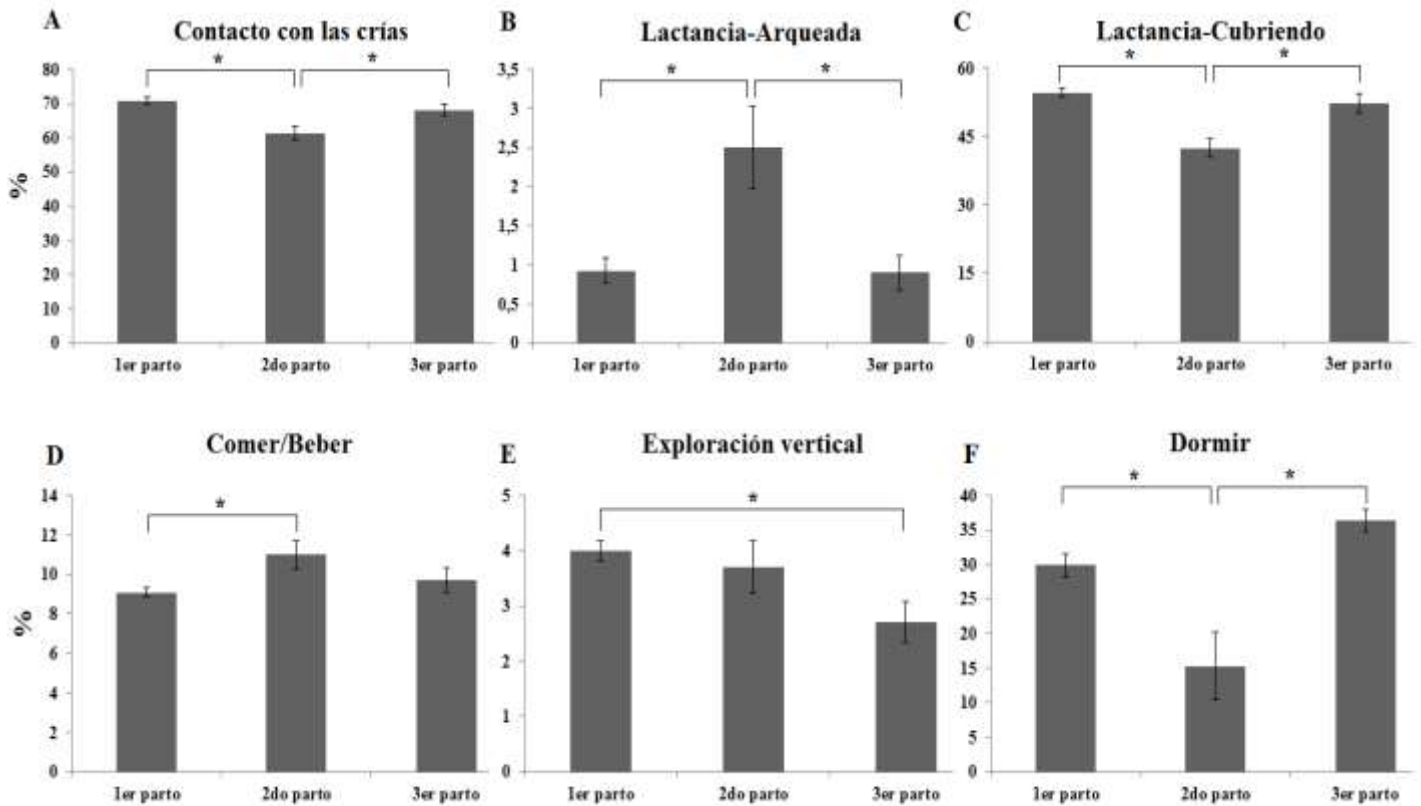 A
Contacto con las crías
*
*
80
70
60
50
40
30
20
10
0
%
1er parto
2do parto
3er parto
B
Lactancia-Arqueada
*
*
3,5
3
2,5
2
1,5
1
0,5
0
1er parto
2do parto
3er parto
C
Lactancia-Cubriendo
*
*
60
45
30
15
0
1er parto
2do parto
3er parto
D
Comer/Beber
*
14
12
10
8
6
4
2
0
%
1er parto
2do parto
3er parto
E
Exploración vertical
*
5
4
3
2
1
0
1er parto
2do parto
3er parto
F
Dormir
*
*
40
35
30
25
20
15
10
5
0
1er parto
2do parto
3er parto